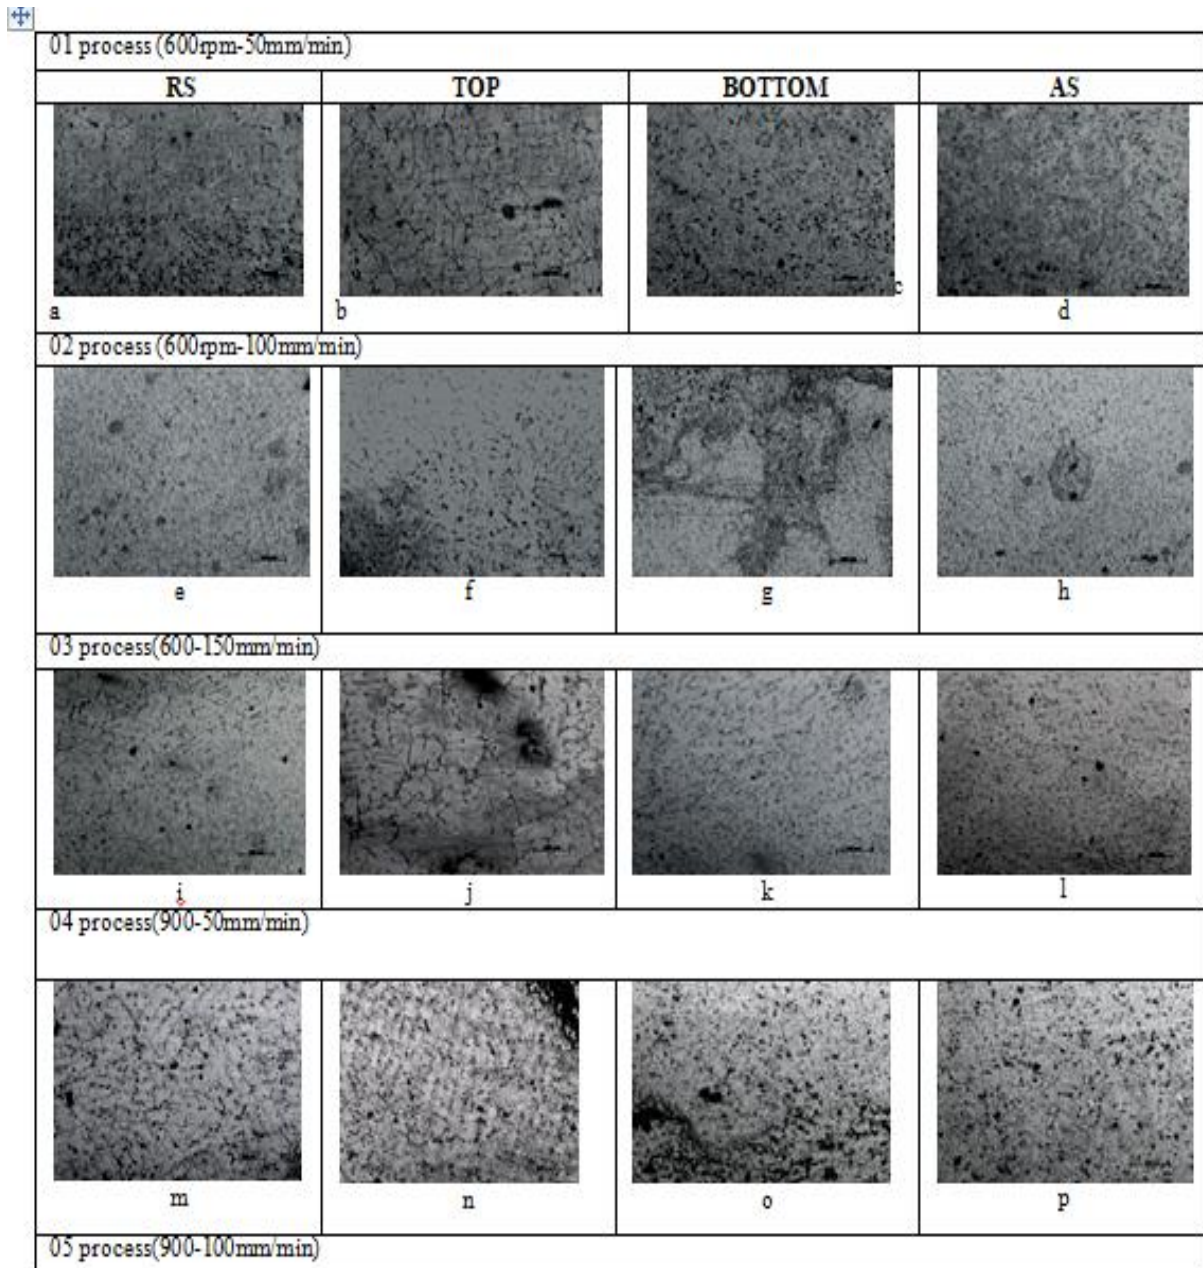 01 process (600rpm-50mm/min)
RS TOP BOTTOM AS
a b c d
02 process (600rpm-100mm/min)
e f g h
03 process(600-150mm/min)
i j k l
04 process(900-50mm/min)
m n o p
05 process(900-100mm/min)